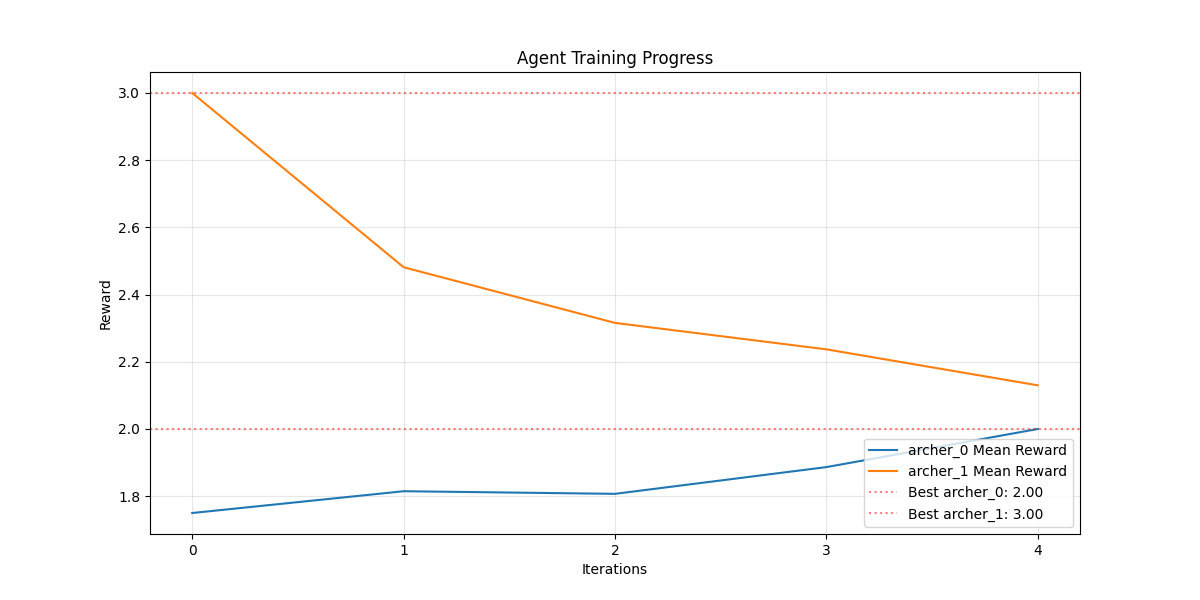 Agent Training Progress
Reward
3.0
2.8
2.6
2.4
2.2
2.0
1.8
archer_0 Mean Reward
archer_1 Mean Reward
Best archer_0: 2.00
Best archer_1: 3.00
0 1 2 3 4
Iterations